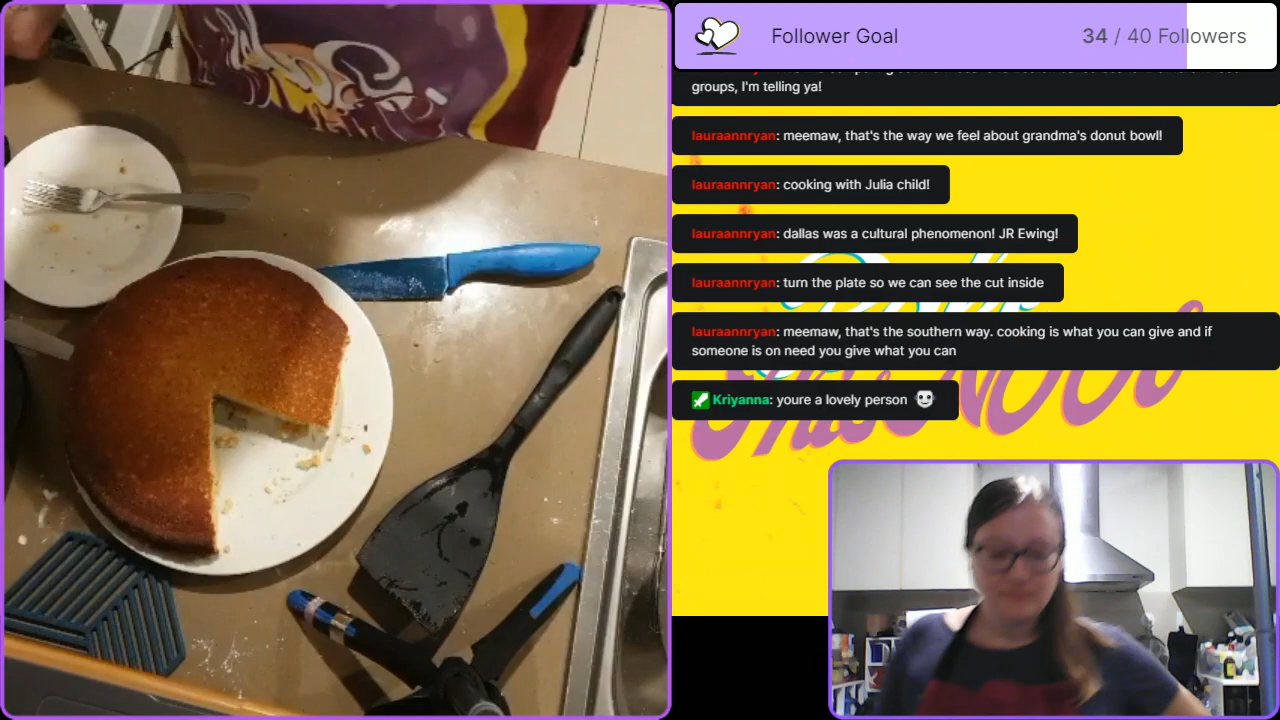 Follower Goal
34 / 40 Followers
groups, I'm telling ya!
lauraannryan: meemaw, that's the way we feel about grandma's donut bowl!
lauraannryan: cooking with Julia child!
lauraannryan: dallas was a cultural phenomenon! JR Ewing!
lauraannryan: turn the plate so we can see the cut inside
lauraannryan: meemaw, that's the southern way. cooking is what you can give and if
someone is on need you give what you can
Kriyanna: youre a lovely person